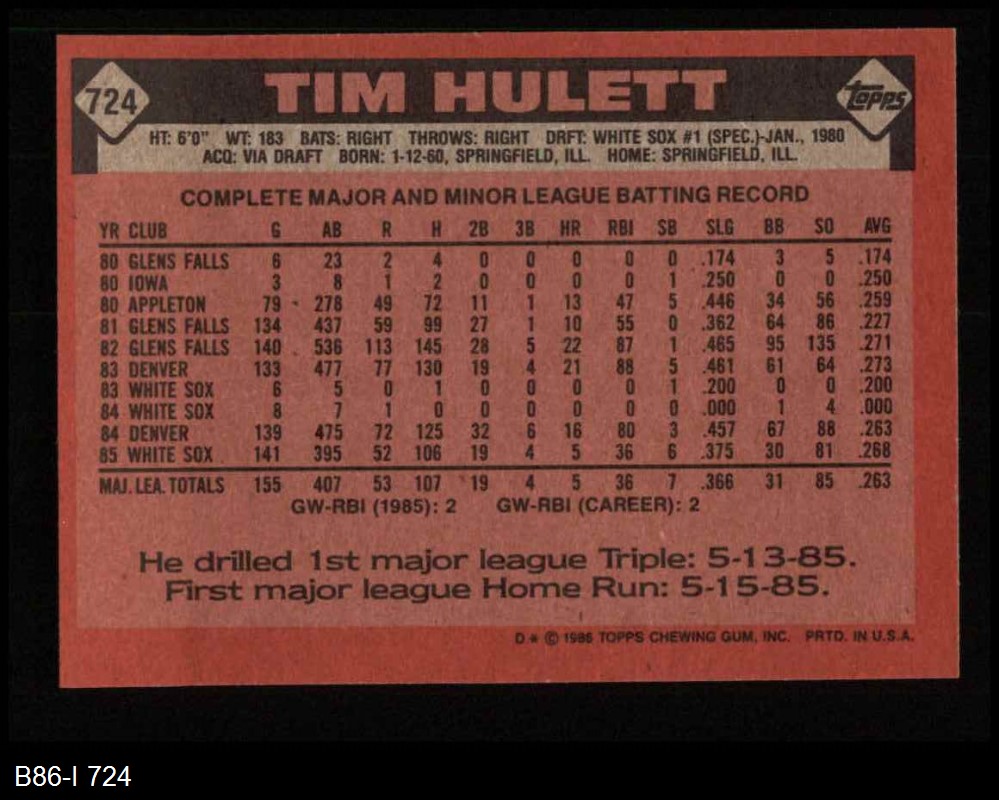 724 TIM HULETT topps
HT: 6'0" WT: 183 BATS: RIGHT THROWS: RIGHT DRFT: WHITE SOX #1 (SPEC.)-JAN., 1980
ACQ: VIA DRAFT BORN: 1-12-60, SPRINGFIELD, ILL. HOME: SPRINGFIELD, ILL.
COMPLETE MAJOR AND MINOR LEAGUE BATTING RECORD
YR CLUB G AB R H 2B 3B HR RBI SB SLG BB SO AVG
80 GLENS FALLS 6 23 2 4 0 0 0 0 0 .174 3 5 .174
80 IOWA 3 8 1 2 0 0 0 0 1 .250 0 0 .250
80 APPLETON 79 278 49 72 11 1 13 47 5 .446 34 56 .259
81 GLENS FALLS 134 437 59 99 27 1 10 55 0 .362 64 86 .227
82 GLENS FALLS 140 536 113 145 28 5 22 87 1 .465 95 135 .271
83 DENVER 133 477 77 130 19 4 21 88 5 .461 61 64 .273
83 WHITE SOX 6 5 0 1 0 0 0 0 1 .200 0 0 .200
84 WHITE SOX 8 7 1 0 0 0 0 0 0 .000 1 4 .000
84 DENVER 139 475 72 125 32 6 16 80 3 .457 67 88 .263
85 WHITE SOX 141 395 52 106 19 4 5 36 6 .375 30 81 .268
MAJ. LEA. TOTALS 155 407 53 107 19 4 5 36 7 .366 31 85 .263
GW-RBI (1985): 2 GW-RBI (CAREER): 2
He drilled 1st major league Triple: 5-13-85.
First major league Home Run: 5-15-85.
D * © 1986 TOPPS CHEWING GUM, INC. PRTD. IN U.S.A.
B86-I 724